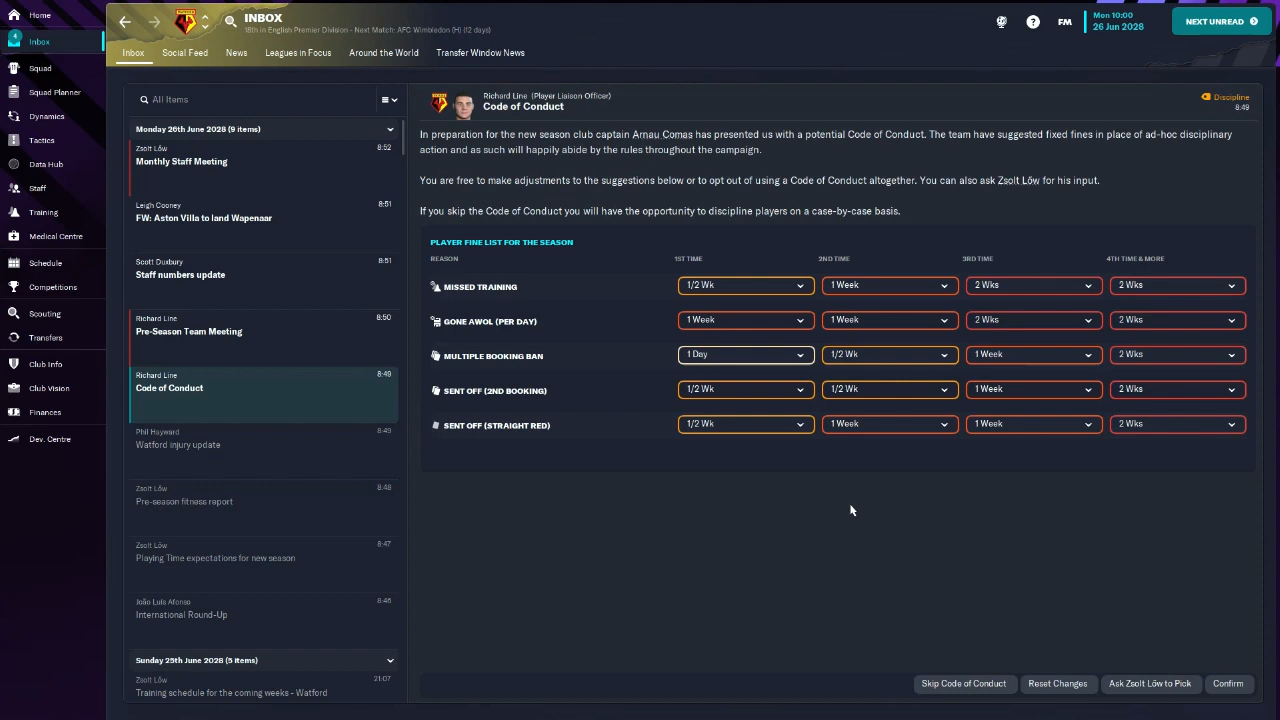 Home
INBOX
18th in English Premier Division - Next Match: AFC Wimbledon (H) (12 days)
FM
Mon 10:00
26 Jun 2028
NEXT UNREAD
4
Inbox
Squad
Squad Planner
Dynamics
Tactics
Data Hub
Staff
Training
Medical Centre
Schedule
Competitions
Scouting
Transfers
Club Info
Club Vision
Finances
Dev. Centre
Inbox
Social Feed
News
Leagues in Focus
Around the World
Transfer Window News
All Items
Monday 26th June 2028 (9 items)
Zsolt Lőw
8:52
Monthly Staff Meeting
Leigh Cooney
8:51
FW: Aston Villa to land Wapenaar
Scott Duxbury
8:51
Staff numbers update
Richard Line
8:50
Pre-Season Team Meeting
Richard Line
8:49
Code of Conduct
Phil Hayward
8:49
Watford injury update
Zsolt Lőw
8:48
Pre-season fitness report
Zsolt Lőw
8:47
Playing Time expectations for new season
João Luís Afonso
8:46
International Round-Up
Sunday 25th June 2028 (5 items)
Zsolt Lőw
21:07
Training schedule for the coming weeks - Watford
Richard Line (Player Liaison Officer)
Code of Conduct
Discipline
8:49
In preparation for the new season club captain Arnau Comas has presented us with a potential Code of Conduct. The team have suggested fixed fines in place of ad-hoc disciplinary
action and as such will happily abide by the rules throughout the campaign.
You are free to make adjustments to the suggestions below or to opt out of using a Code of Conduct altogether. You can also ask Zsolt Lőw for his input.
If you skip the Code of Conduct you will have the opportunity to discipline players on a case-by-case basis.
PLAYER FINE LIST FOR THE SEASON
REASON 1ST TIME 2ND TIME 3RD TIME 4TH TIME & MORE
MISSED TRAINING 1/2 Wk 1 Week 2 Wks 2 Wks
GONE AWOL (PER DAY) 1 Week 1 Week 2 Wks 2 Wks
MULTIPLE BOOKING BAN 1 Day 1/2 Wk 1 Week 2 Wks
SENT OFF (2ND BOOKING) 1/2 Wk 1/2 Wk 1 Week 2 Wks
SENT OFF (STRAIGHT RED) 1/2 Wk 1 Week 1 Week 2 Wks
Skip Code of Conduct
Reset Changes
Ask Zsolt Lőw to Pick
Confirm